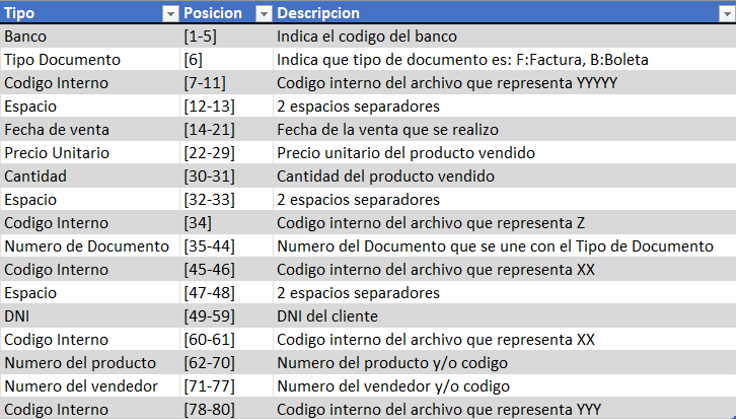 Tipo Posicion Descripcion
Banco [1-5] Indica el codigo del banco
Tipo Documento [6] Indica que tipo de documento es: F:Factura, B:Boleta
Codigo Interno [7-11] Codigo interno del archivo que representa YYYYY
Espacio [12-13] 2 espacios separadores
Fecha de venta [14-21] Fecha de la venta que se realizo
Precio Unitario [22-29] Precio unitario del producto vendido
Cantidad [30-31] Cantidad del producto vendido
Espacio [32-33] 2 espacios separadores
Codigo Interno [34] Codigo interno del archivo que representa Z
Numero de Documento [35-44] Numero del Documento que se une con el Tipo de Documento
Codigo Interno [45-46] Codigo interno del archivo que representa XX
Espacio [47-48] 2 espacios separadores
DNI [49-59] DNI del cliente
Codigo Interno [60-61] Codigo interno del archivo que representa XX
Numero del producto [62-70] Numero del producto y/o codigo
Numero del vendedor [71-77] Numero del vendedor y/o codigo
Codigo Interno [78-80] Codigo interno del archivo que representa YYY